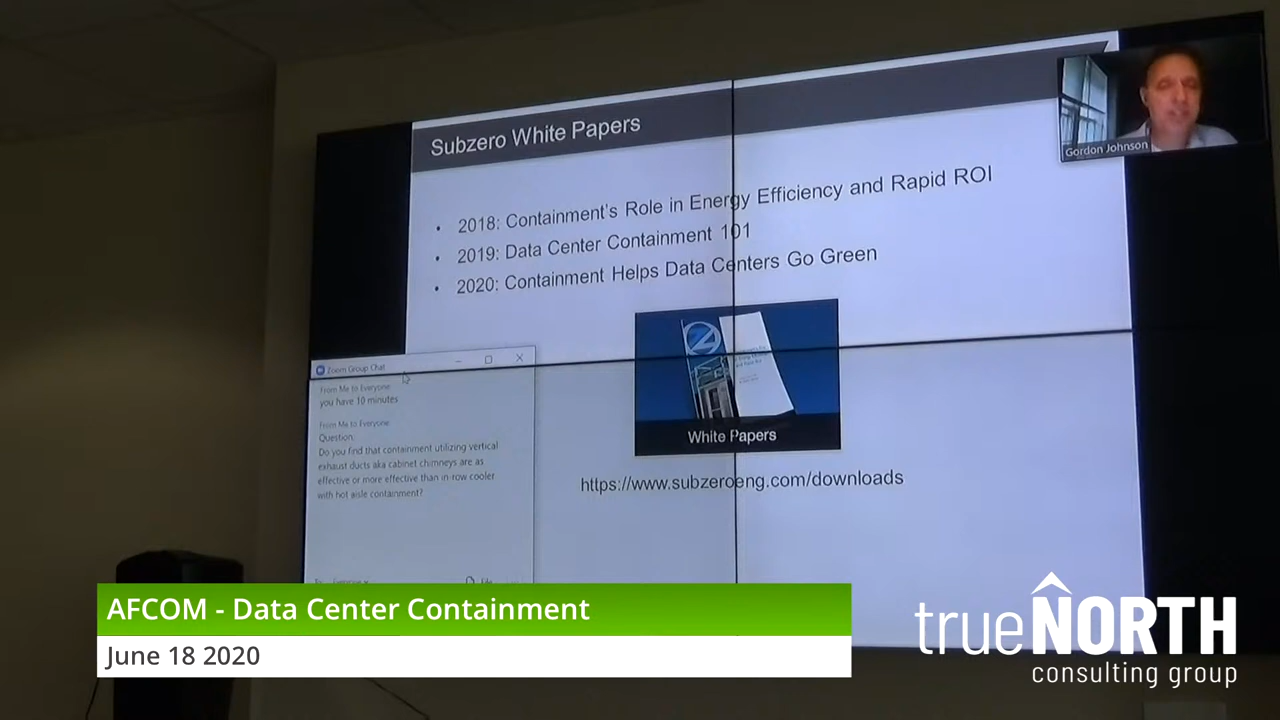 Subzero White Papers
Gordon Johnson
• 2018: Containment's Role in Energy Efficiency and Rapid ROI
• 2019: Data Center Containment 101
• 2020: Containment Helps Data Centers Go Green
White Papers
https://www.subzeroeng.com/downloads
Zoom Group Chat
From Me to Everyone
you have 10 minutes
From Me to Everyone
Question:
Do you find that containment utilizing vertical
exhaust ducts aka cabinet chimneys are as
effective or more effective than in-row cooler
with hot aisle containment?
AFCOM - Data Center Containment
June 18 2020
trueNORTH
consulting group